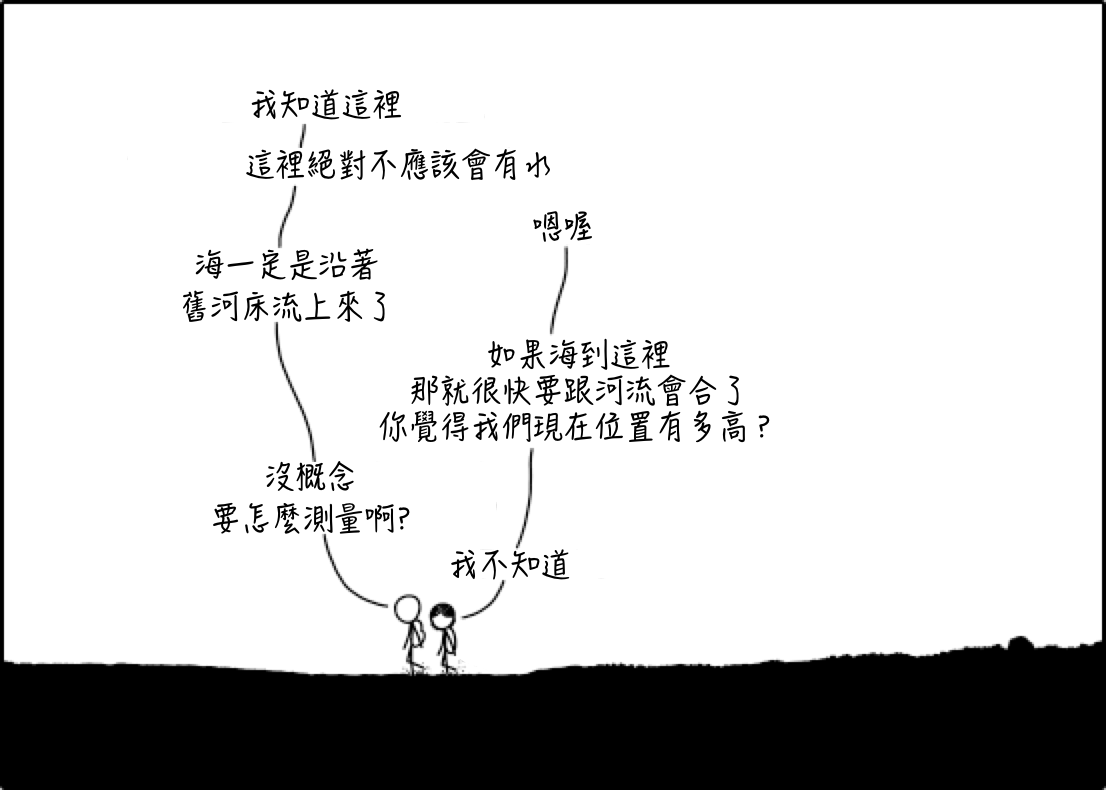 我知道這裡
這裡絕對不應該會有水
嗯喔
海一定是沿著
舊河床流上來了
如果海到這裡
那就很快要跟河流會合了
你覺得我們現在位置有多高？
沒概念
要怎麼測量啊?
我不知道